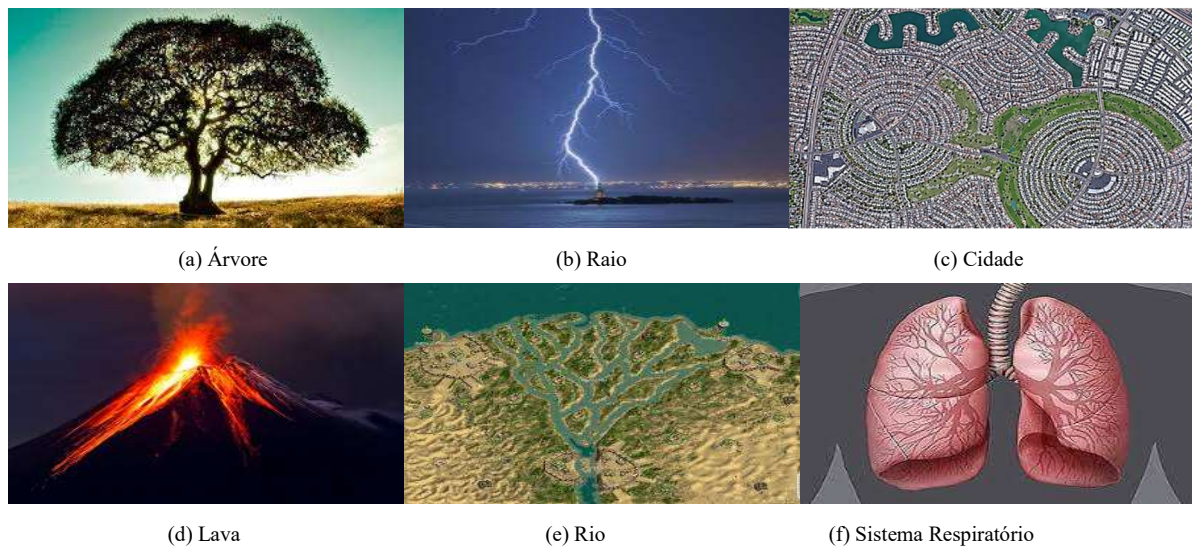 (a) Árvore
(b) Raio
(c) Cidade
(d) Lava
(e) Rio
(f) Sistema Respiratório